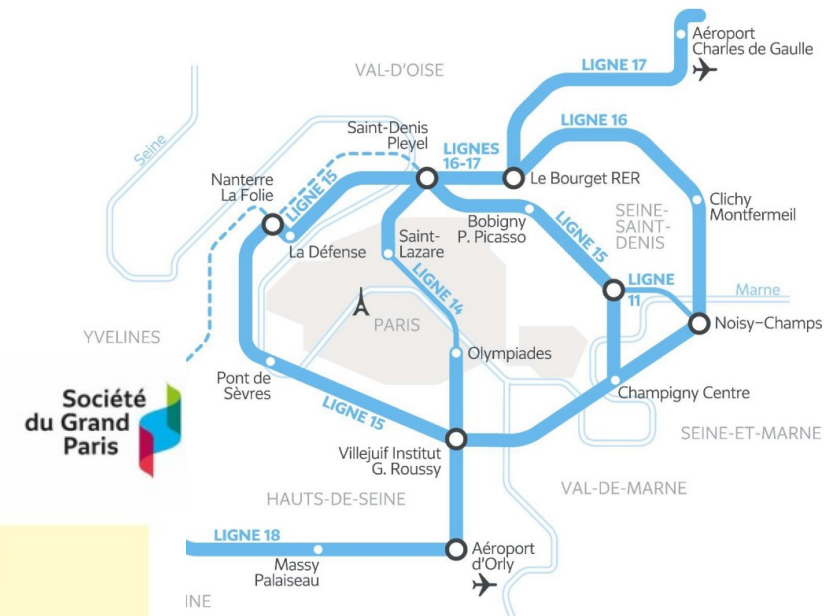 Aéroport
Charles de Gaulle
LIGNE 17
VAL-D'OISE
LIGNE 16
Seine
Saint-Denis
Pleyel
LIGNES
16-17
Le Bourget RER
Nanterre
La Folie
LIGNE 15
Clichy
Montfermeil
SEINE-
SAINT-
DENIS
Bobigny
P. Picasso
LIGNE 15
La Défense
Saint-
Lazare
LIGNE 14
LIGNE
11
Marne
PARIS
Noisy–Champs
YVELINES
Olympiades
Pont de
Sèvres
Champigny Centre
LIGNE 15
Société
du Grand
Paris
Villejuif Institut
G. Roussy
SEINE-ET-MARNE
HAUTS-DE-SEINE
VAL-DE-MARNE
LIGNE 18
Massy
Palaiseau
Aéroport
d'Orly